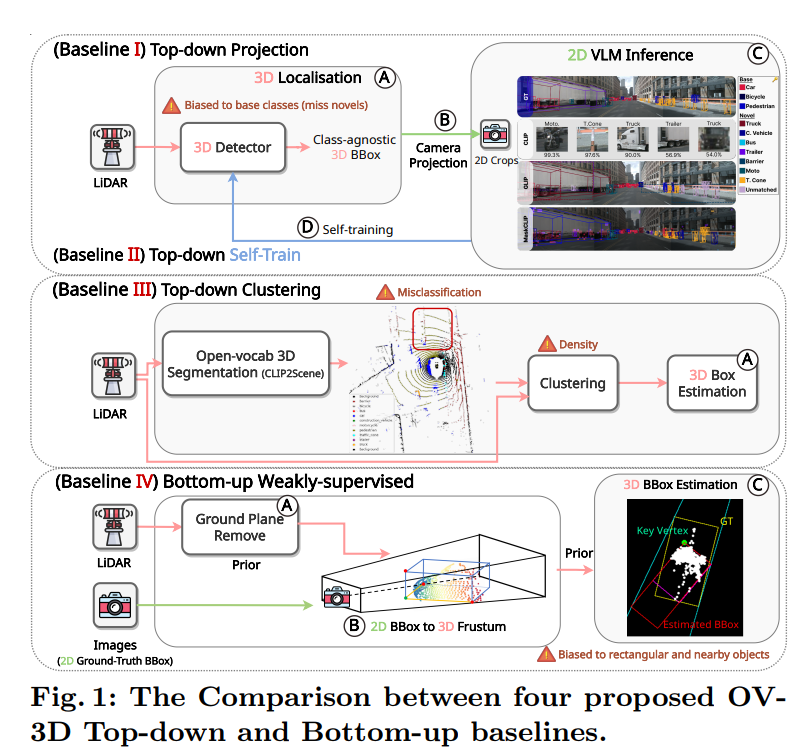 (Baseline I) Top-down Projection
3D Localisation A
Biased to base classes (miss novels)
LiDAR
3D Detector
Class-agnostic
3D BBox
B
Camera
Projection
2D VLM Inference C
2D Crops
GT
CLIP
Moto. T.Cone Truck Trailer Truck
99.3% 97.6% 90.0% 56.9% 54.0%
GLIP
MaskCLIP
Base
Car
Bicycle
Pedestrian
Novel
Truck
C. Vehicle
Bus
Trailer
Barrier
Moto
T. Cone
Unmatched
D Self-training
(Baseline II) Top-down Self-Train
(Baseline III) Top-down Clustering
Misclassification
LiDAR
Open-vocab 3D
Segmentation (CLIP2Scene)
Density
Clustering
A
3D Box
Estimation
(Baseline IV) Bottom-up Weakly-supervised
LiDAR
A
Ground Plane
Remove
Prior
Images
(2D Ground-Truth BBox)
B 2D BBox to 3D Frustum
Prior
3D BBox Estimation C
GT
Key Vertex
Estimated BBox
Biased to rectangular and nearby objects
Fig. 1: The Comparison between four proposed OV-
3D Top-down and Bottom-up baselines.